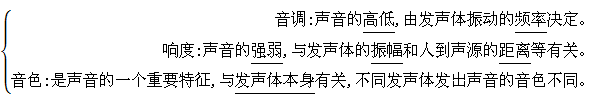 音调:声音的高低,由发声体振动的频率决定。
响度:声音的强弱,与发声体的振幅和人到声源的距离等有关。
音色:是声音的一个重要特征,与发声体本身有关,不同发声体发出声音的音色不同。